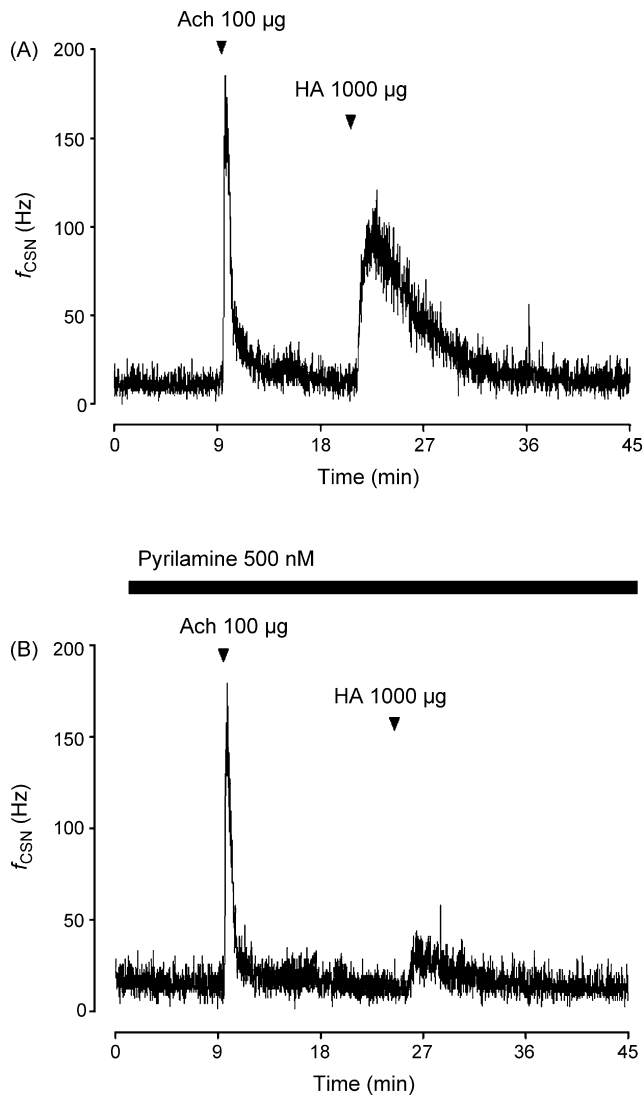 Ach 100 µg
(A)
200
HA 1000 µg
150
100
50
0
fCSN (Hz)
0 9 18 27 36 45
Time (min)
Pyrilamine 500 nM
Ach 100 µg
(B)
200
HA 1000 µg
150
100
50
0
fCSN (Hz)
0 9 18 27 36 45
Time (min)